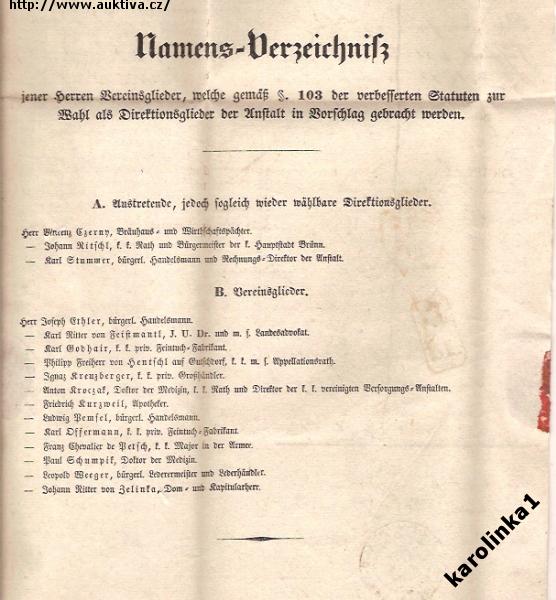 http://www.auktiva.cz/
Namens-Verzeichniß
jener Herren Vereinsglieder, welche gemäß §. 103 der verbesserten Statuten zur
Wahl als Direktionsglieder der Anstalt in Vorschlag gebracht werden.
A. Austretende, jedoch sogleich wieder wählbare Direktionsglieder.
Herr Vinzenz Czerny, Bräuhaus- und Wirthschaftspächter.
— Johann Ritschl, k. k. Rath und Bürgermeister der k. Hauptstadt Brünn.
— Karl Stummer, bürgerl. Handelsmann und Rechnungs-Direktor der Anstalt.
B. Vereinsglieder.
Herr Joseph Ethler, bürgerl. Handelsmann.
— Karl Ritter von Feistmantl, J. U. Dr. und m. s. Landesadvokat.
— Karl Godhair, k. k. priv. Feintuch-Fabrikant.
— Philipp Freiherr von Hentschl auf Gutschdorf, k. k. m. s. Appellationsrath.
— Ignaz Krenzberger, k. k. priv. Großhändler.
— Anton Kroczak, Doktor der Medizin, k. k. Rath und Direktor der k. k. vereinigten Versorgungs-Anstalten.
— Friedrich Kurzweil, Apotheker.
— Ludwig Pemsel, bürgerl. Handelsmann.
— Karl Offermann, k. k. priv. Feintuch-Fabrikant.
— Franz Chevalier de Petsch, k. k. Major in der Armee.
— Paul Schumpik, Doktor der Medizin.
— Leopold Weeger, bürgerl. Lederermeister und Lederhändler.
— Johann Ritter von Zelinka, Dom- und Kapitularherr.
karolinka1